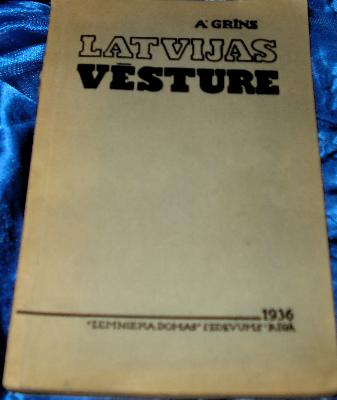 A. GRĪNS
LATVIJAS
VĒSTURE
1936
"ZEMNIEKA DOMAS" IZDEVUMS RĪGĀ